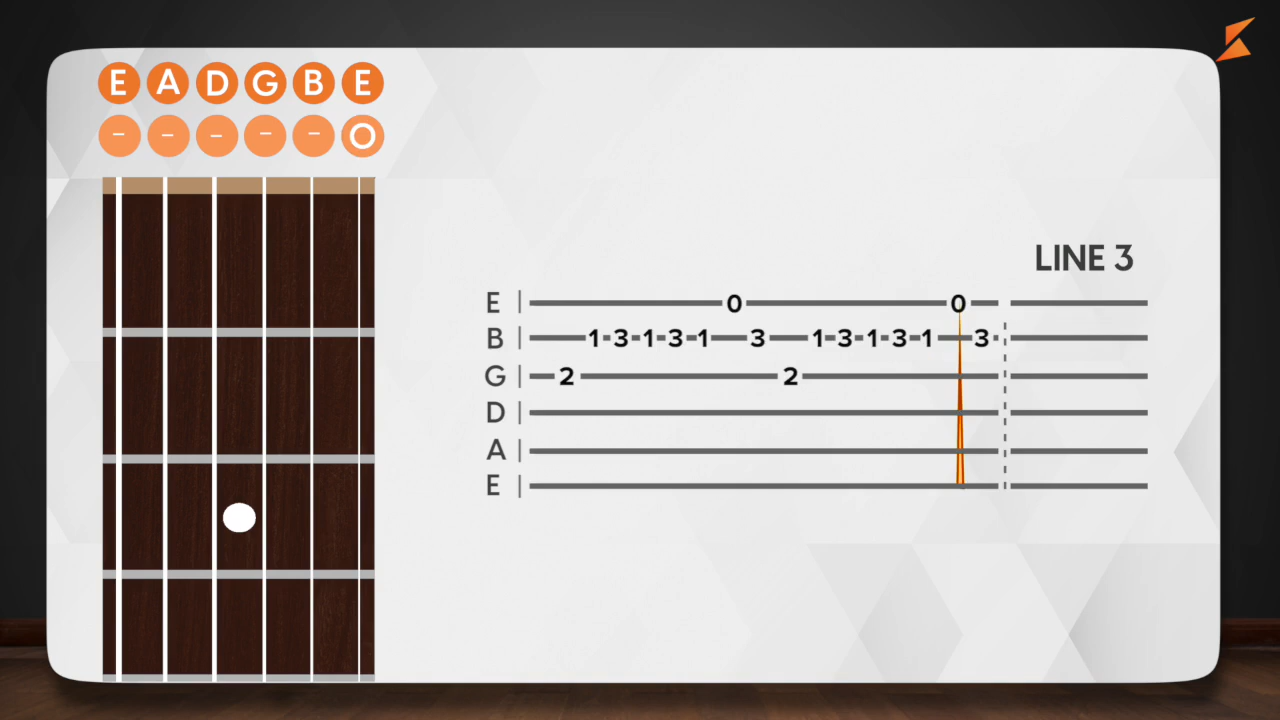 E A D G B E
- - - - - O
LINE 3
E | 0 0
B | 1-3-1-3-1 3 1-3-1-3-1 3
G | 2 2
D |
A |
E |